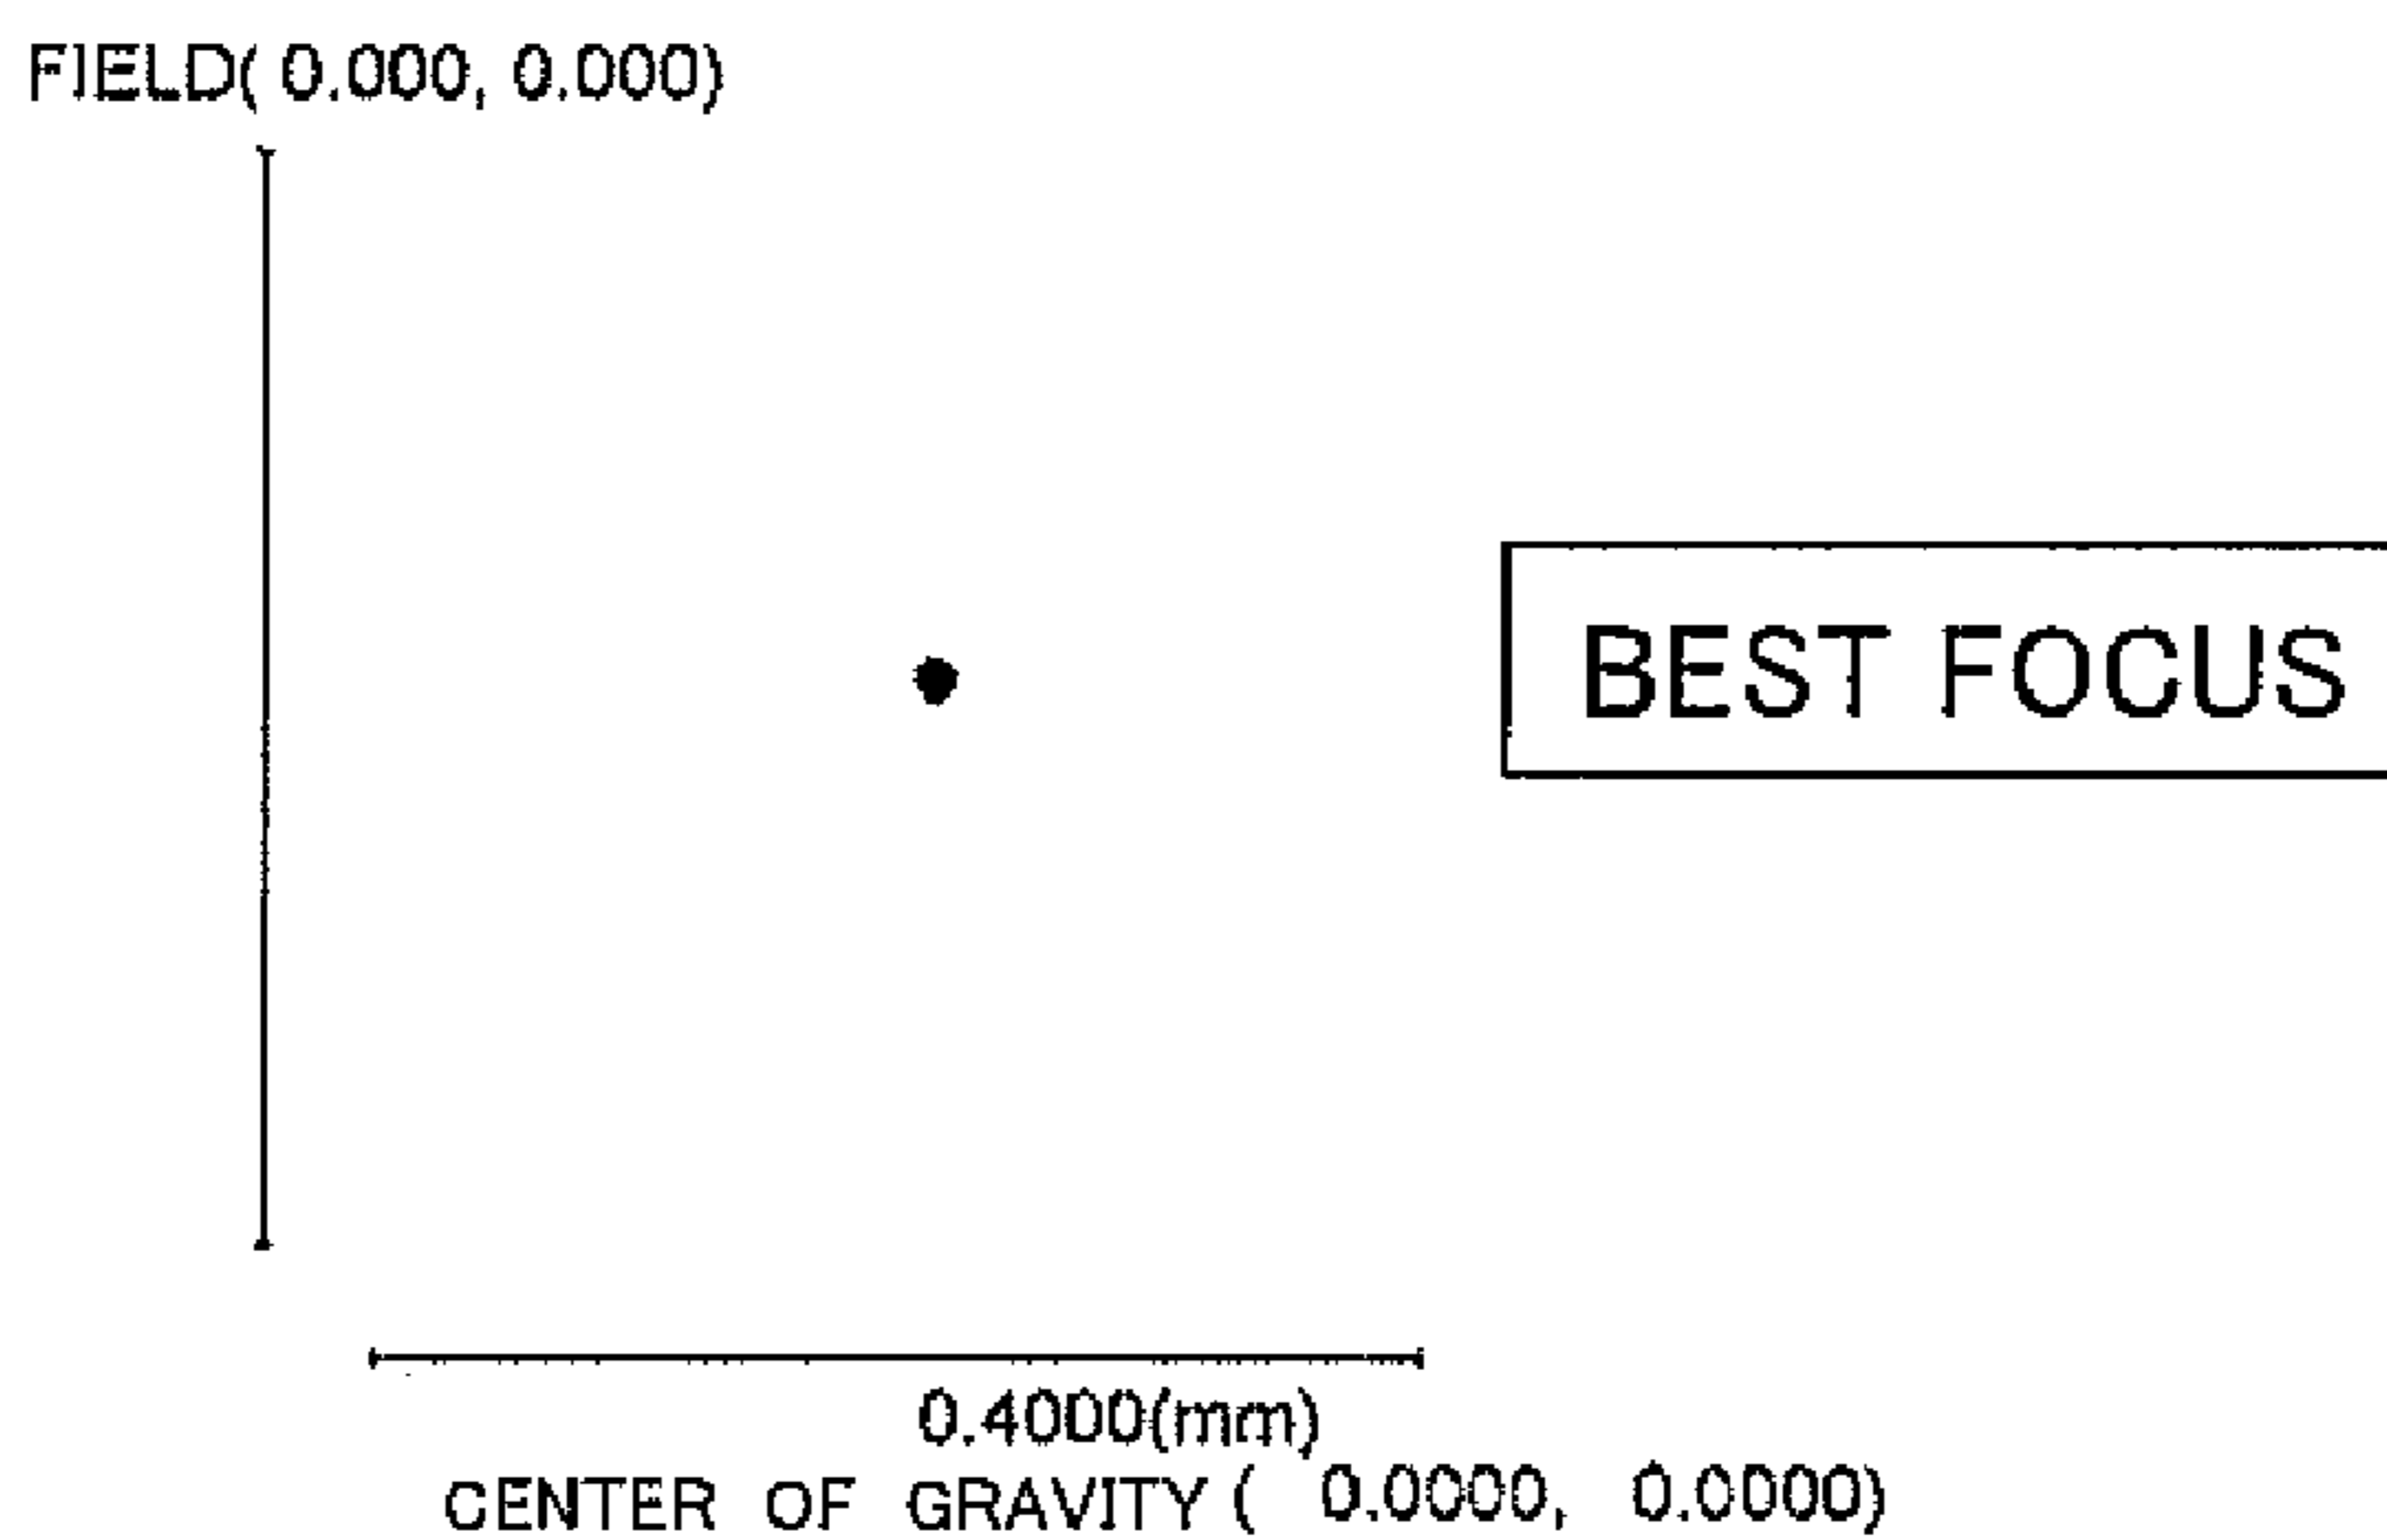 FIELD( 0.000, 0.000)
BEST FOCUS
0.4000(mm)
CENTER OF GRAVITY ( 0.0000, 0.0000)